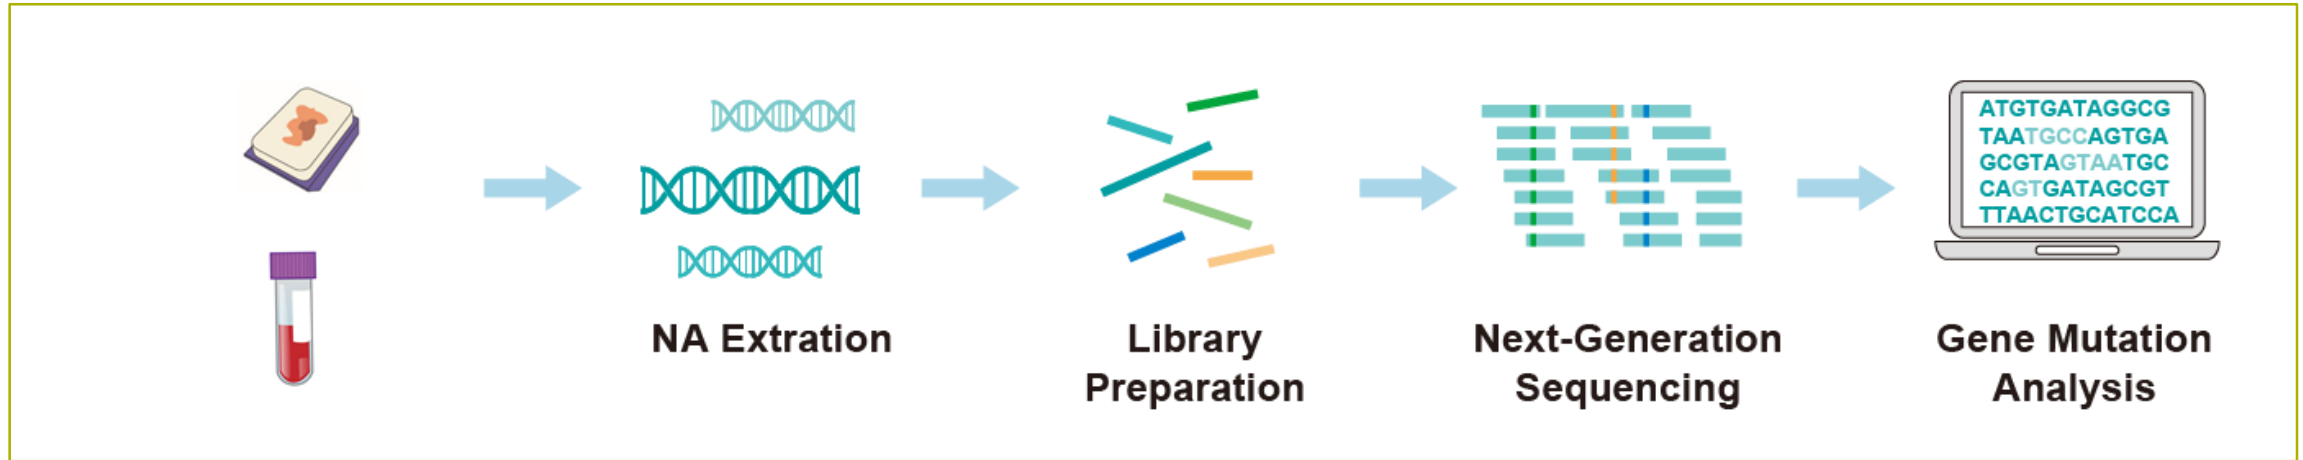 NA Extration
Library
Preparation
Next-Generation
Sequencing
ATGTGATAGGCG
TAATGCCAGTGA
GCGTAGTAATGC
CAGTGATAGCGT
TTAACTGCATCCA
Gene Mutation
Analysis